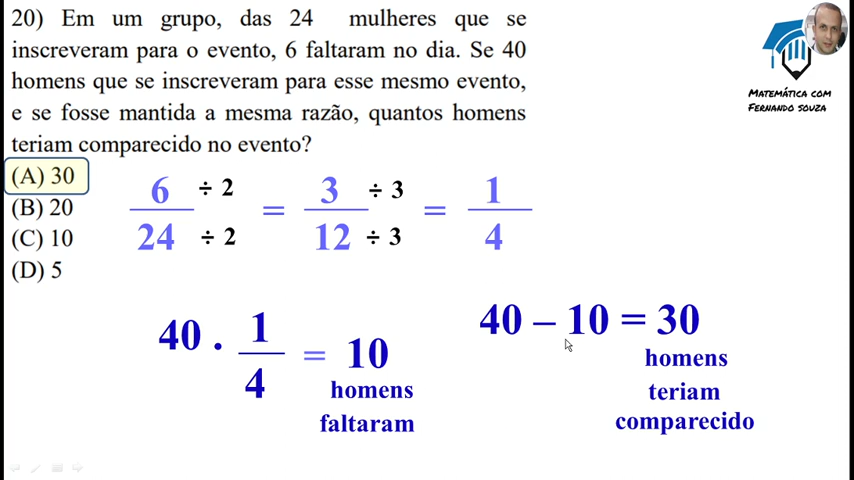 20) Em um grupo, das 24 mulheres que se
inscreveram para o evento, 6 faltaram no dia. Se 40
homens que se inscreveram para esse mesmo evento,
e se fosse mantida a mesma razão, quantos homens
teriam comparecido no evento?
(A) 30
(B) 20
(C) 10
(D) 5
MATEMÁTICA COM
FERNANDO SOUZA
6 ÷ 2 = 3 ÷ 3 = 1
24 ÷ 2 12 ÷ 3 4
40 . 1 = 10
4
homens
faltaram
40 – 10 = 30
homens
teriam
comparecido